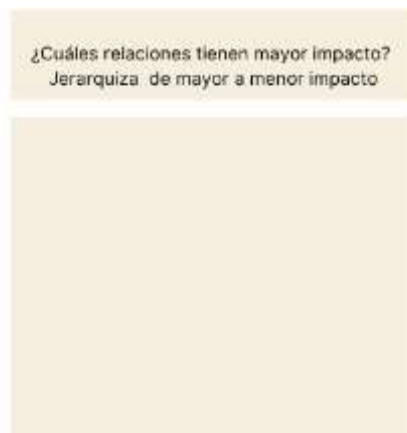 ¿Cuáles relaciones tienen mayor impacto?
Jerarquiza de mayor a menor impacto